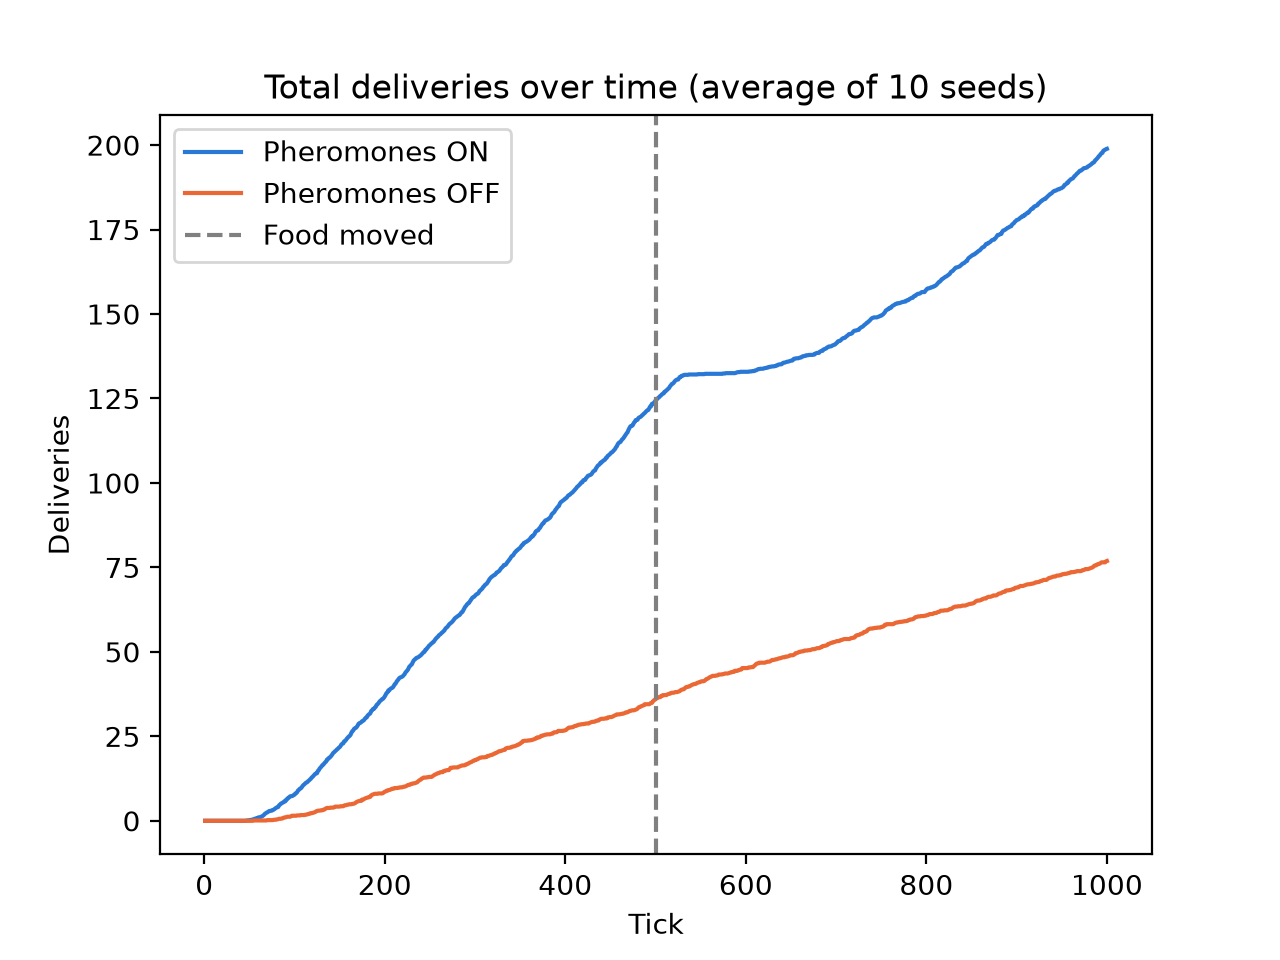 Total deliveries over time (average of 10 seeds)
Pheromones ON
Pheromones OFF
Food moved
200
175
150
125
100
75
50
25
0
Deliveries
0 200 400 600 800 1000
Tick